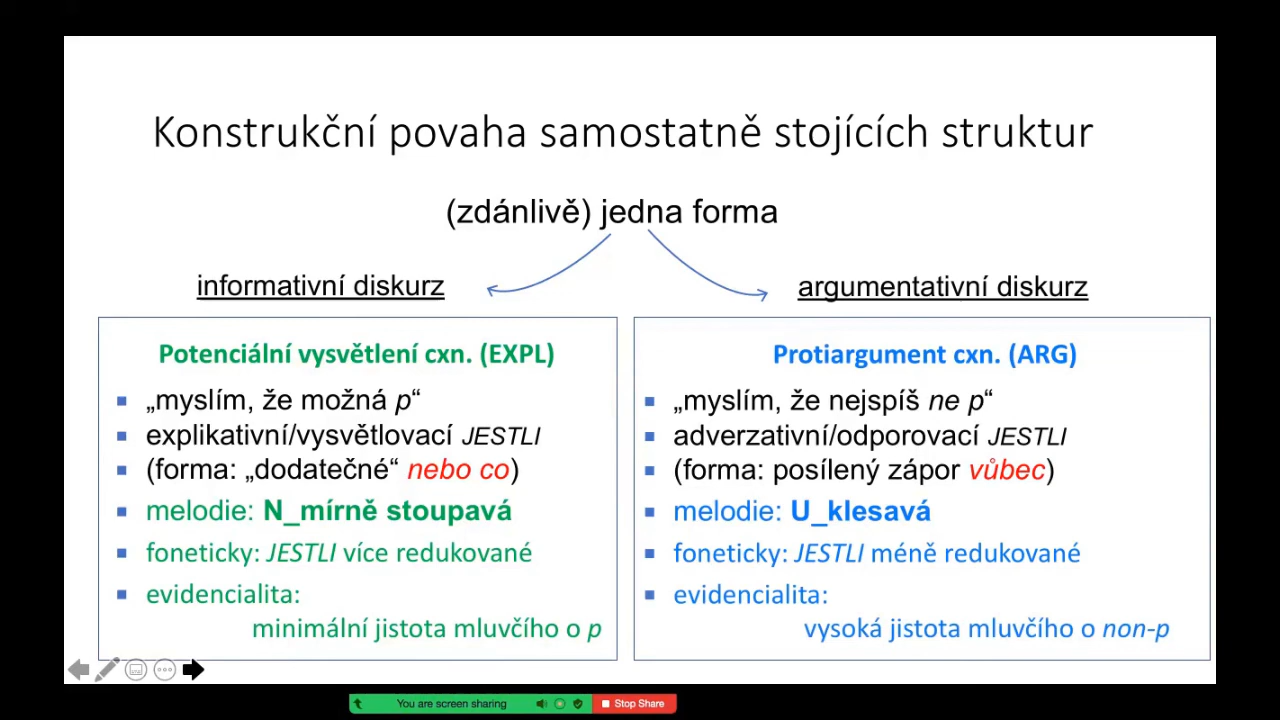 Konstrukční povaha samostatně stojících struktur
(zdánlivě) jedna forma
informativní diskurz
argumentativní diskurz
Potenciální vysvětlení cxn. (EXPL)
„myslím, že možná p“
explikativní/vysvětlovací JESTLI
(forma: „dodatečné“ nebo co)
melodie: N_mírně stoupavá
foneticky: JESTLI více redukované
evidencialita:
minimální jistota mluvčího o p
Protiargument cxn. (ARG)
„myslím, že nejspíš ne p“
adverzativní/odporovací JESTLI
(forma: posílený zápor vůbec)
melodie: U_klesavá
foneticky: JESTLI méně redukované
evidencialita:
vysoká jistota mluvčího o non-p
You are screen sharing
Stop Share